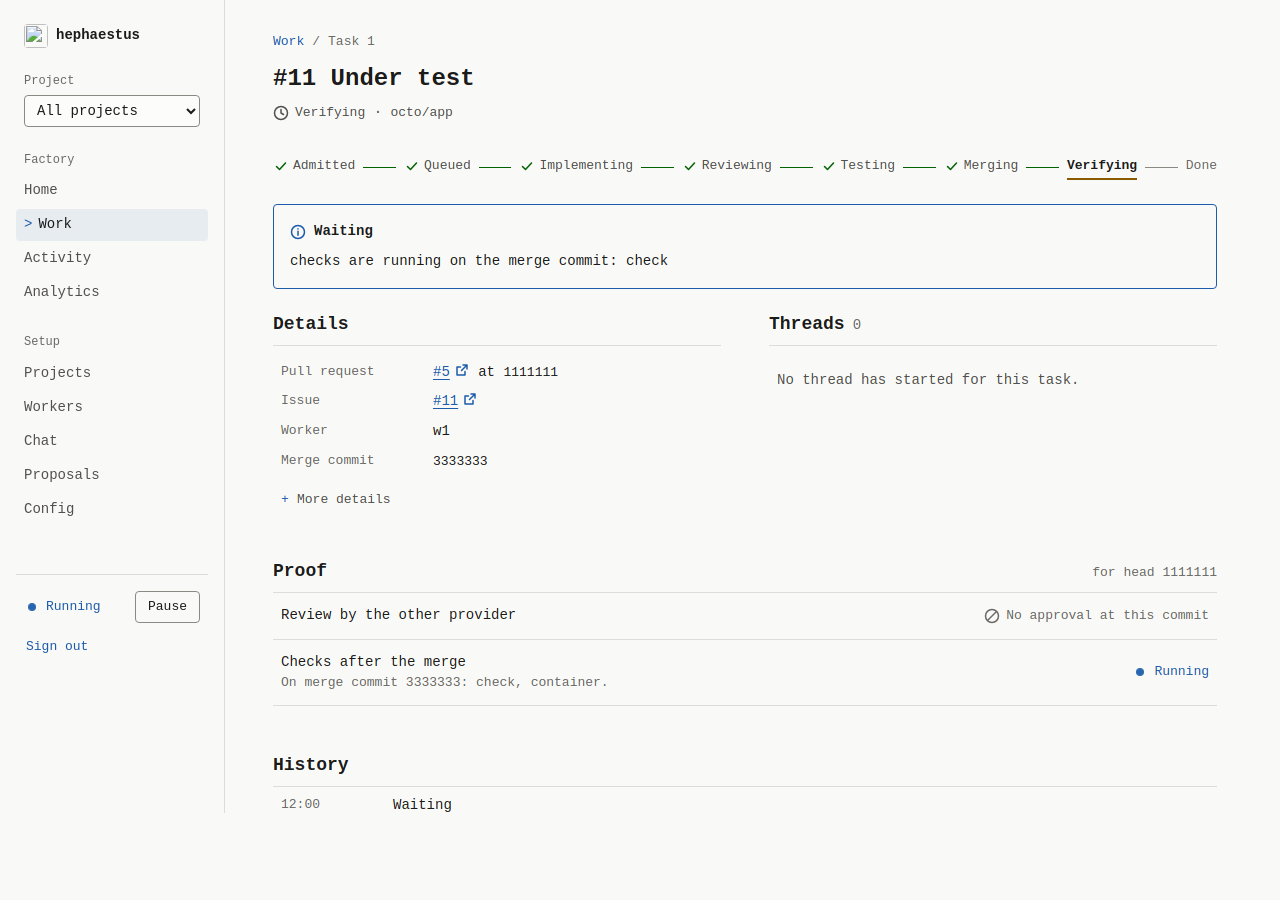 hephaestus
Project
All projects
Factory
Home
> Work
Activity
Analytics
Setup
Projects
Workers
Chat
Proposals
Config
Running
Pause
Sign out
Work / Task 1
#11 Under test
Verifying · octo/app
Admitted Queued Implementing Reviewing Testing Merging Verifying Done
Waiting
checks are running on the merge commit: check
Details
Pull request #5 at 1111111
Issue #11
Worker w1
Merge commit 3333333
+ More details
Threads 0
No thread has started for this task.
Proof for head 1111111
Review by the other provider No approval at this commit
Checks after the merge
On merge commit 3333333: check, container.
Running
History
12:00 Waiting